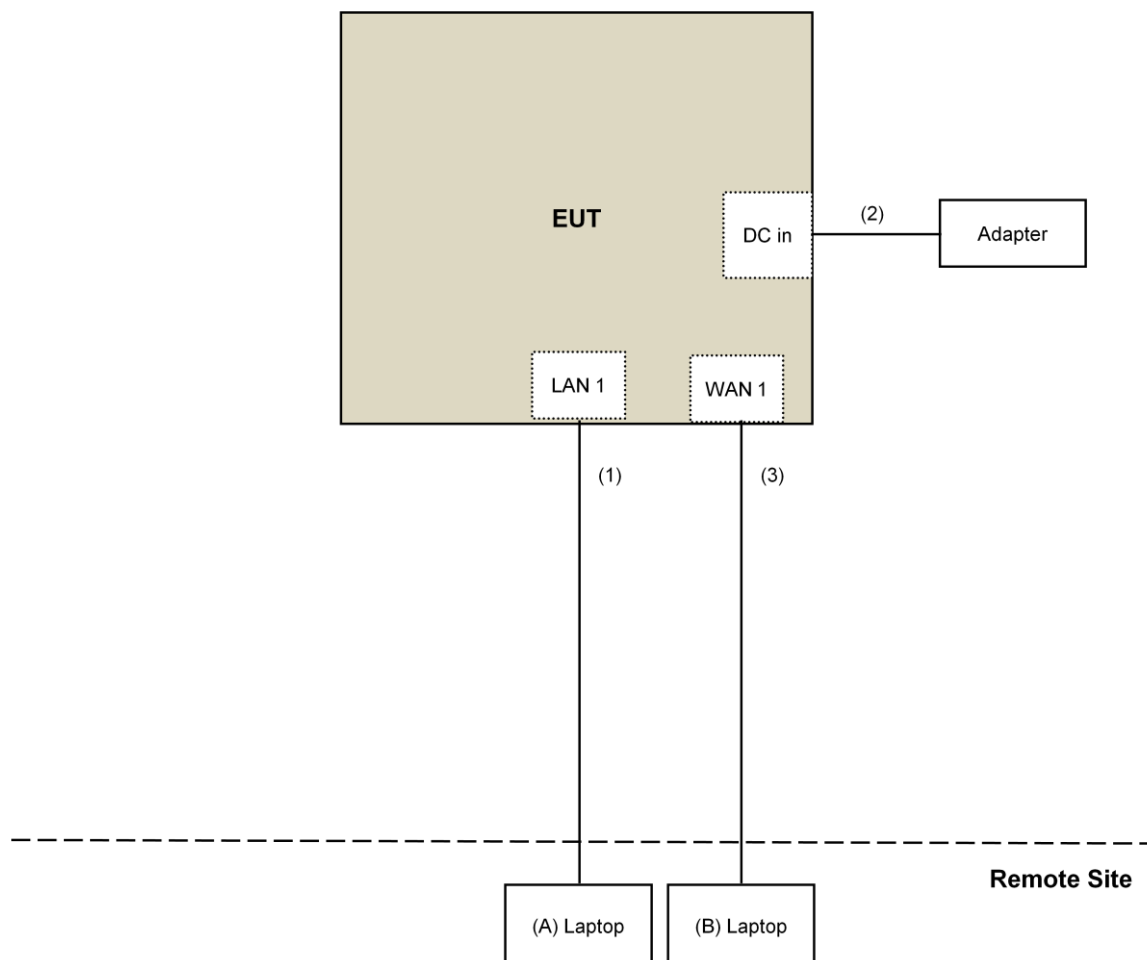 EUT
(2)
DC in
Adapter
LAN 1
WAN 1
(1)
(3)
Remote Site
(A) Laptop
(B) Laptop